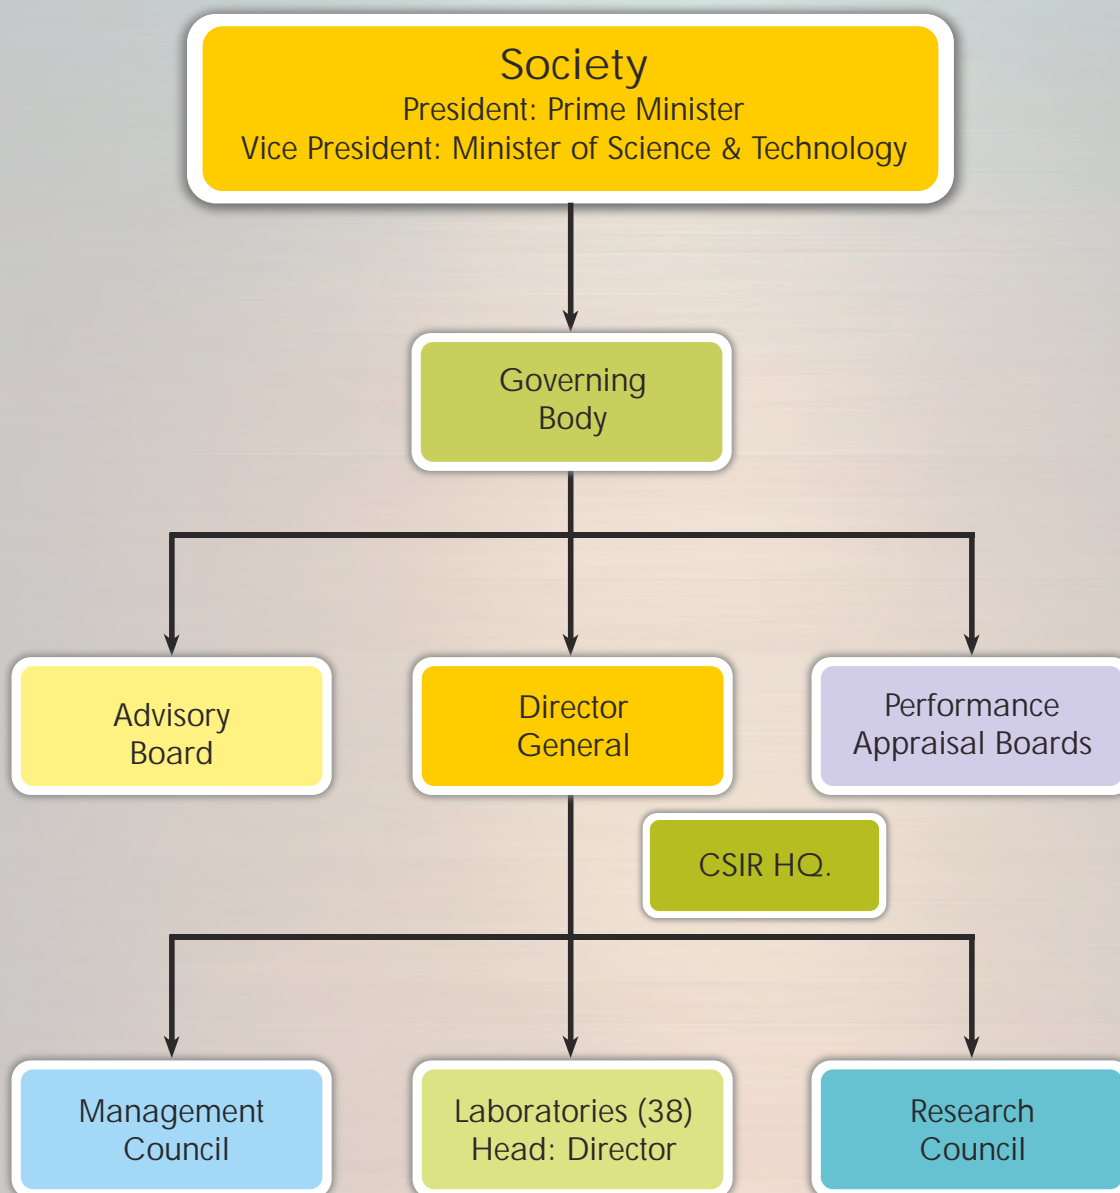 Society
President: Prime Minister
Vice President: Minister of Science & Technology
Governing
Body
Advisory
Board
Director
General
Performance
Appraisal Boards
CSIR HQ.
Management
Council
Laboratories (38)
Head: Director
Research
Council